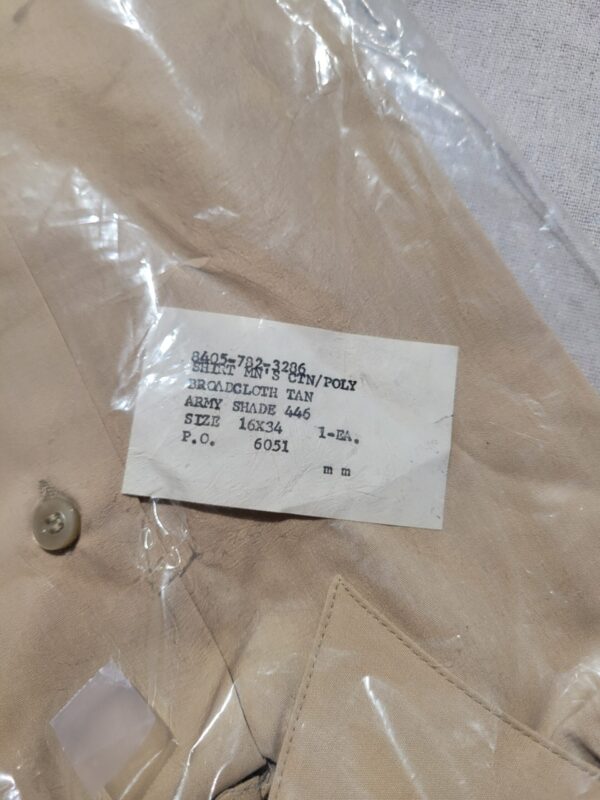 8405-782-3286
SHIRT MN'S CTN/POLY
BROADCLOTH TAN
ARMY SHADE 446
SIZE 16X34 1-EA.
P.O. 6051
m m